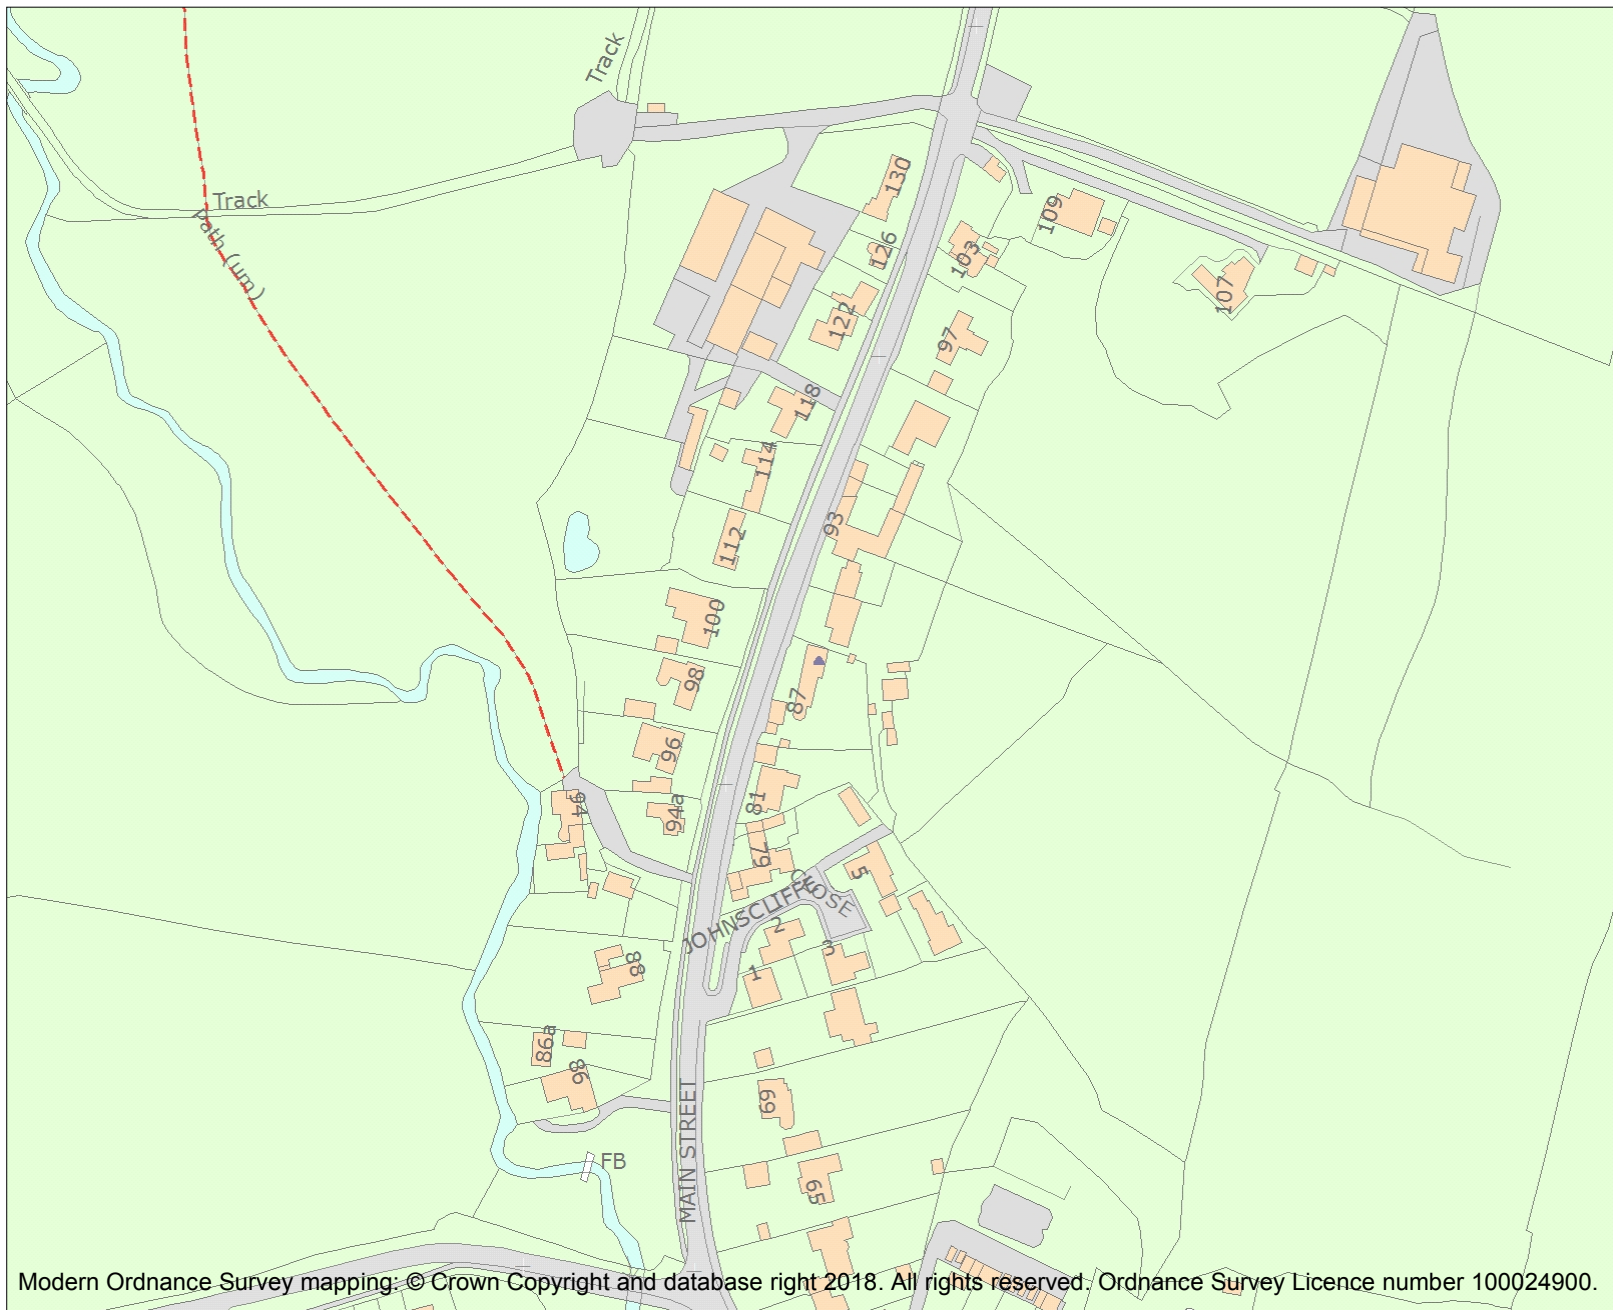 Track
Track
Path (um)
130
126
122
118
114
112
100
98
96
94a
94
88
86a
86
109
103
107
97
93
87
81
79
5
JOHNSCLIFFE
CLOSE
2
3
1
69
65
MAIN STREET
FB
Modern Ordnance Survey mapping: © Crown Copyright and database right 2018. All rights reserved. Ordnance Survey Licence number 100024900.